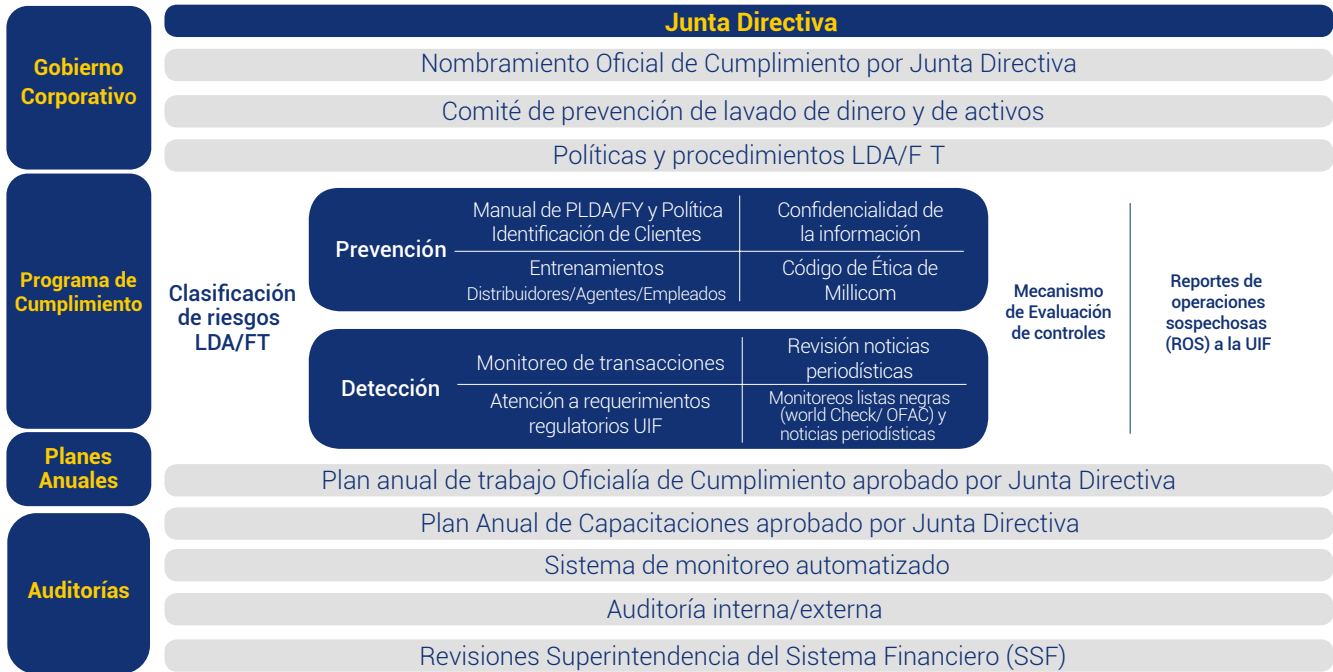 Junta Directiva
Gobierno
Corporativo
Nombramiento Oficial de Cumplimiento por Junta Directiva
Comité de prevención de lavado de dinero y de activos
Políticas y procedimientos LDA/F T
Programa de
Cumplimiento
Clasificación
de riesgos
LDA/FT
Prevención
Manual de PLDA/FY y Política
Identificación de Clientes
Confidencialidad de
la información
Entrenamientos
Distribuidores/Agentes/Empleados
Código de Ética de
Millicom
Detección
Monitoreo de transacciones
Revisión noticias
periodísticas
Atención a requerimientos
regulatorios UIF
Monitoreos listas negras
(world Check/ OFAC) y
noticias periodísticas
Mecanismo
de Evaluación
de controles
Reportes de
operaciones
sospechosas
(ROS) a la UIF
Planes
Anuales
Plan anual de trabajo Oficialía de Cumplimiento aprobado por Junta Directiva
Plan Anual de Capacitaciones aprobado por Junta Directiva
Auditorías
Sistema de monitoreo automatizado
Auditoría interna/externa
Revisiones Superintendencia del Sistema Financiero (SSF)